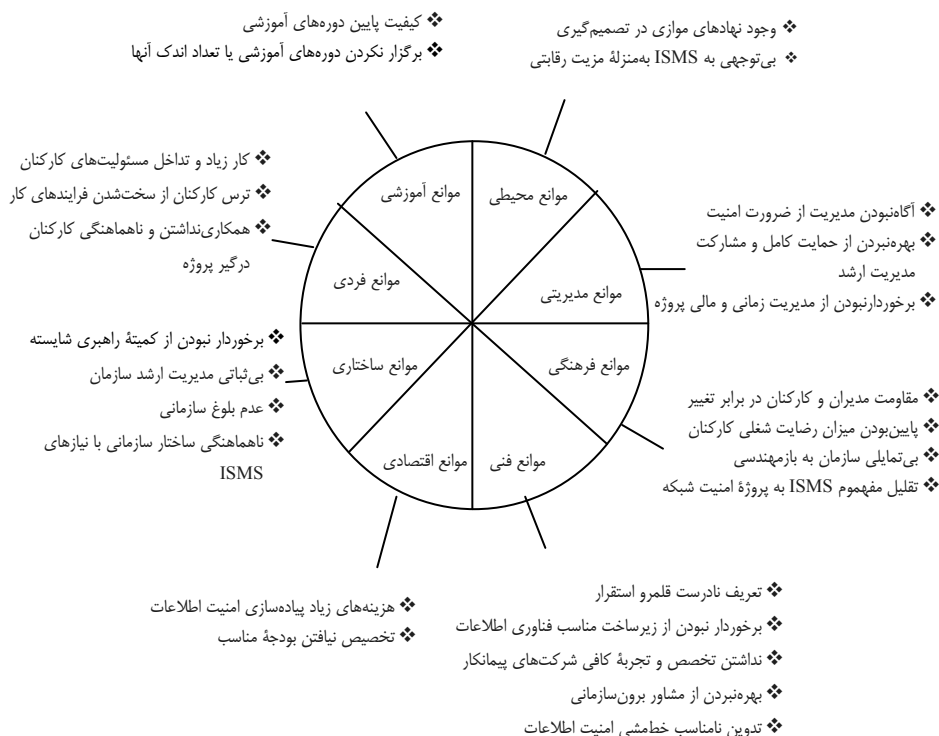 ❖ کیفیت پایین دوره‌های آموزشی
❖ برگزار نکردن دوره‌های آموزشی یا تعداد اندک آنها
❖ وجود نهادهای موازی در تصمیم‌گیری
❖ بی‌توجهی به ISMS به‌منزلۀ مزیت رقابتی
❖ کار زیاد و تداخل مسئولیت‌های کارکنان
❖ ترس کارکنان از سخت‌شدن فرایندهای کار
❖ همکاری‌نداشتن و ناهماهنگی کارکنان
درگیر پروژه
❖ آگاه‌نبودن مدیریت از ضرورت امنیت
❖ بهره‌نبردن از حمایت کامل و مشارکت
مدیریت ارشد
❖ برخوردارنبودن از مدیریت زمانی و مالی پروژه
موانع محیطی
موانع آموزشی
موانع مدیریتی
موانع فردی
موانع فرهنگی
موانع ساختاری
موانع فنی
موانع اقتصادی
❖ برخوردار نبودن از کمیتۀ راهبری شایسته
❖ بی‌ثباتی مدیریت ارشد سازمان
❖ عدم بلوغ سازمانی
❖ ناهماهنگی ساختار سازمانی با نیازهای
ISMS
❖ مقاومت مدیران و کارکنان در برابر تغییر
❖ پایین‌بودن میزان رضایت شغلی کارکنان
❖ بی‌تمایلی سازمان به بازمهندسی
❖ تقلیل مفهموم ISMS به پروژۀ امنیت شبکه
❖ هزینه‌های زیاد پیاده‌سازی امنیت اطلاعات
❖ تخصیص نیافتن بودجۀ مناسب
❖ تعریف نادرست قلمرو استقرار
❖ برخوردار نبودن از زیرساخت مناسب فناوری اطلاعات
❖ نداشتن تخصص و تجربۀ کافی شرکت‌های پیمانکار
❖ بهره‌نبردن از مشاور برون‌سازمانی
❖ تدوین نامناسب خط‌مشی امنیت اطلاعات